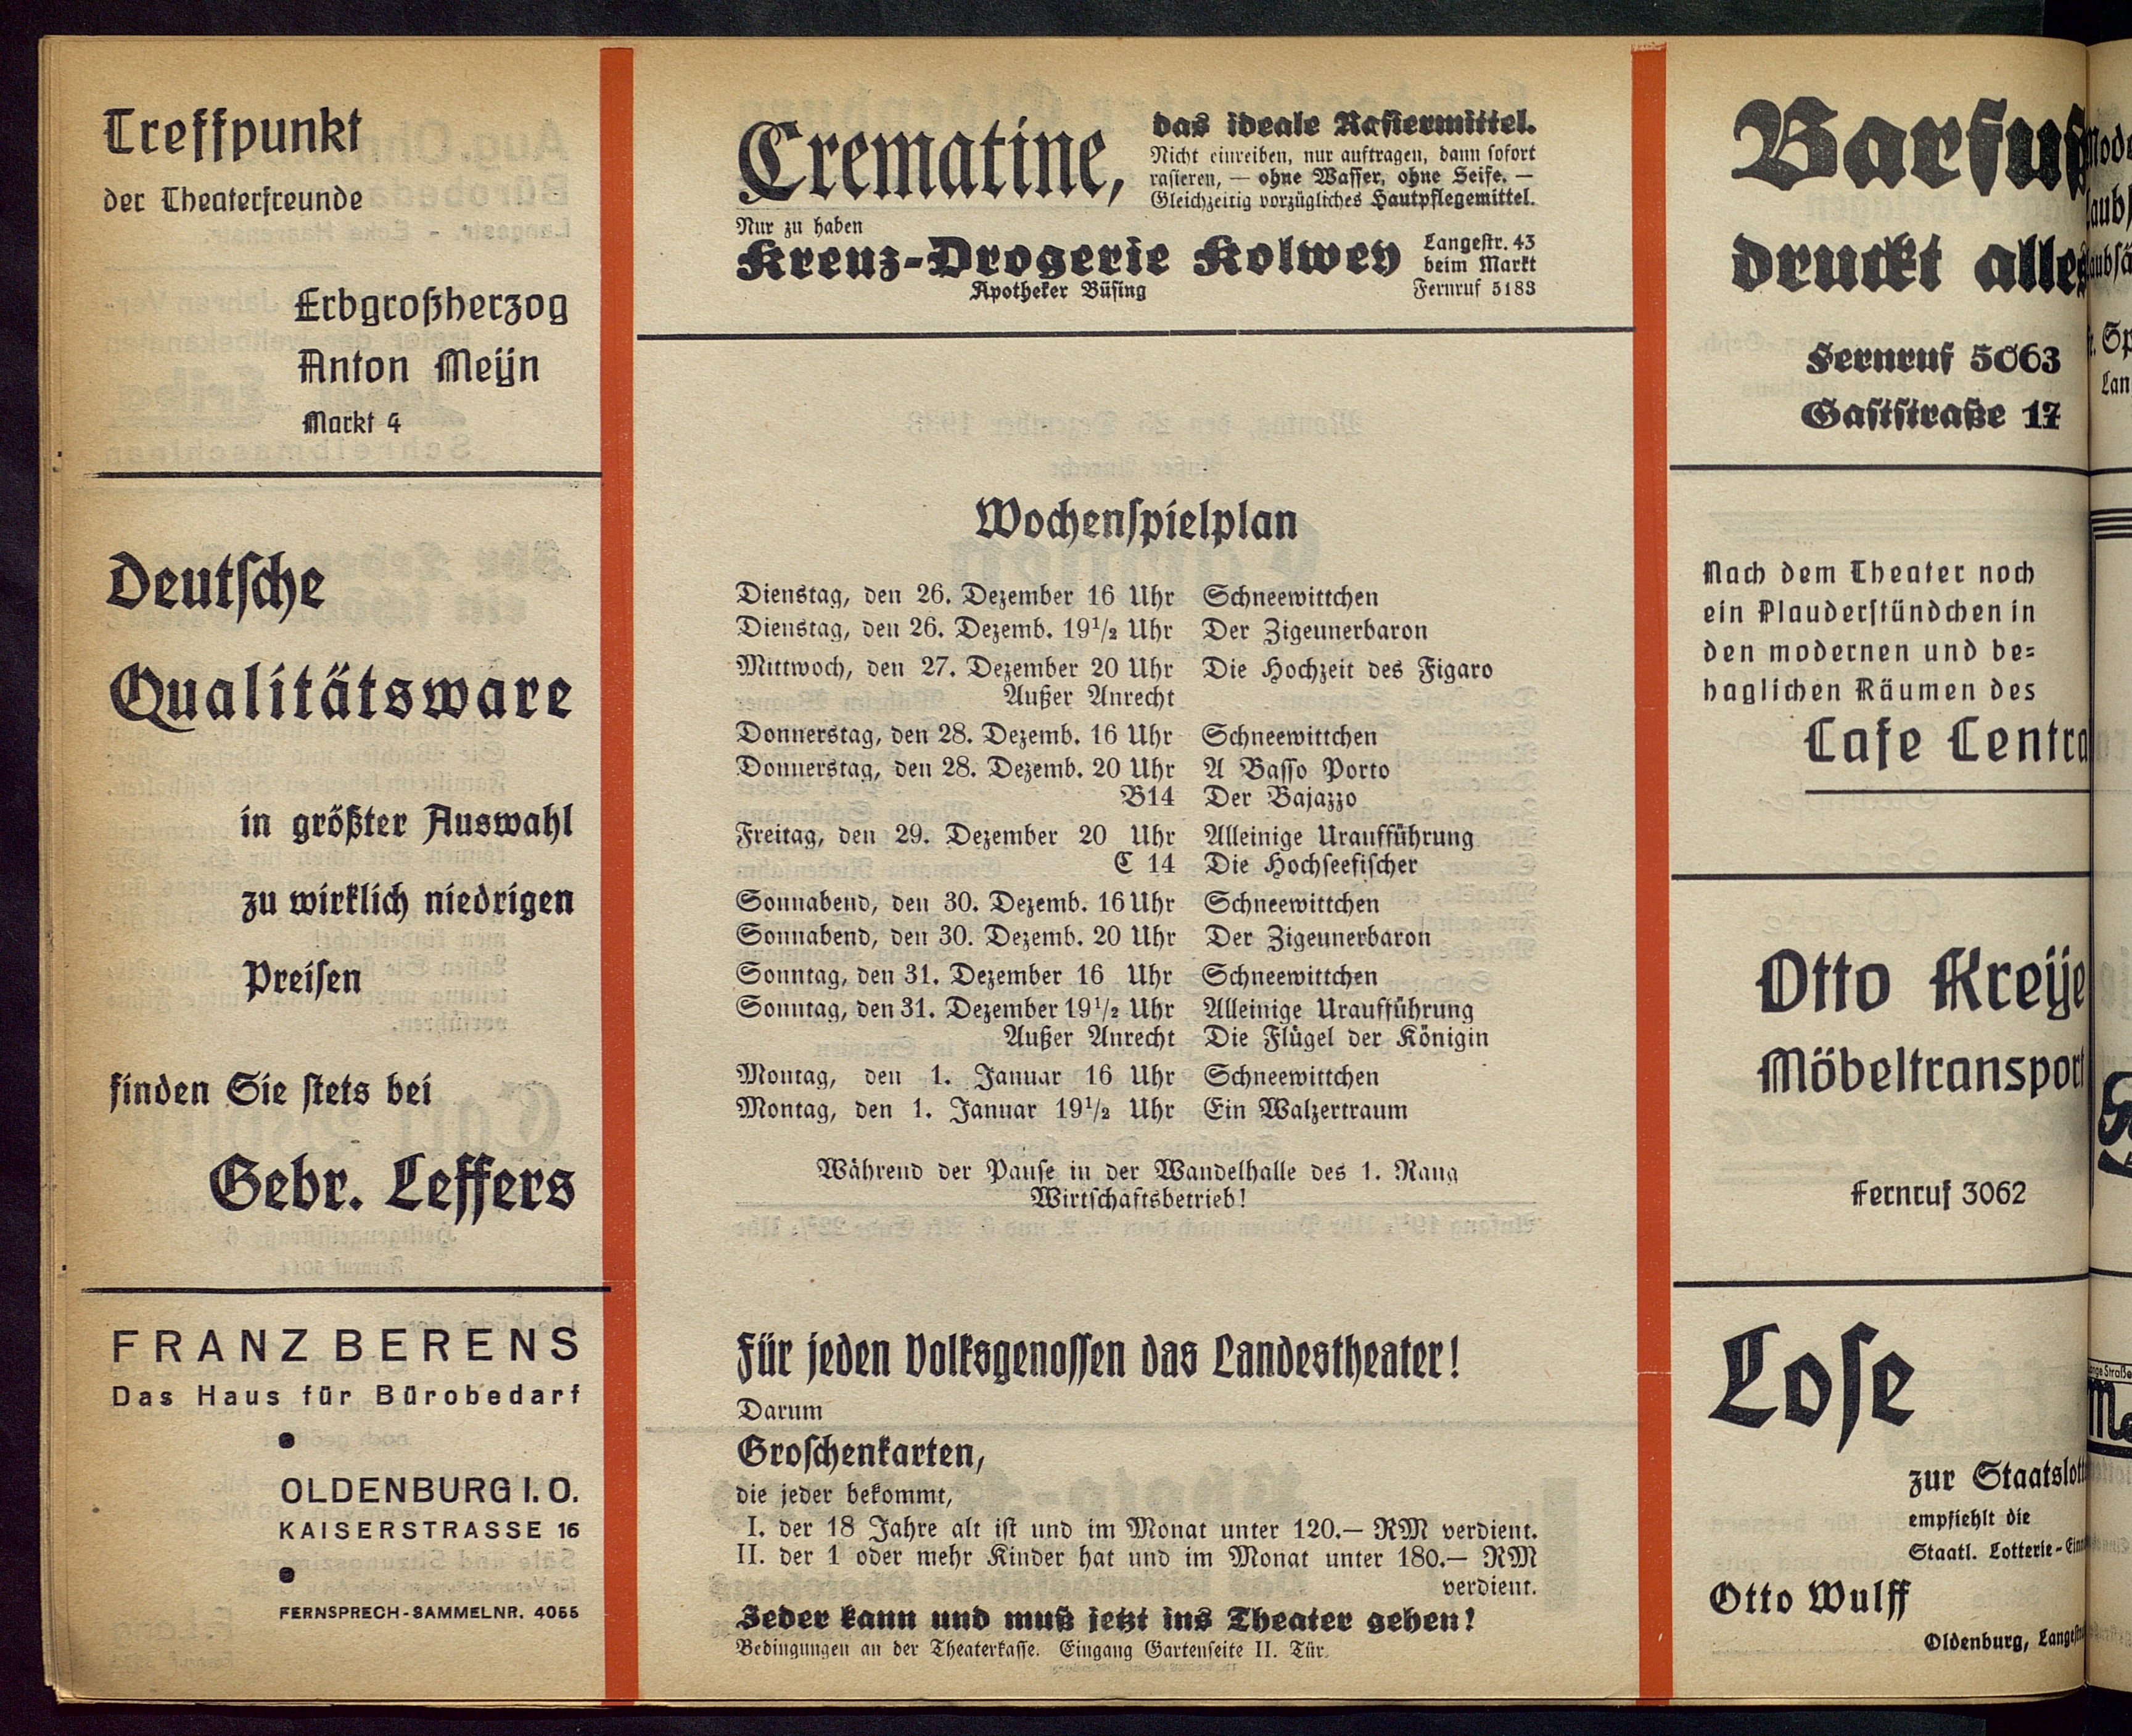 Treffpunkt
der Theaterfreunde
Erbgroßherzog
Anton Meijn
Markt 4
Deutsche
Qualitätsware
in größter Auswahl
zu wirklich niedrigen
Preisen
finden Sie stets bei
Gebr. Leffers
FRANZ BERENS
Das Haus für Bürobedarf
OLDENBURG I. O.
KAISERSTRASSE 16
FERNSPRECH-SAMMELNR. 4055
Crematine,
das ideale Rasiermittel.
Nicht einreiben, nur auftragen, dann sofort
rasieren, — ohne Wasser, ohne Seife. —
Gleichzeitig vorzügliches Hautpflegemittel.
Nur zu haben
Kreuz-Drogerie Kolwey
Apotheker Büsing
Langestr. 43
beim Markt
Fernruf 5183
Wochenspielplan
Dienstag, den 26. Dezember 16 Uhr Schneewittchen
Dienstag, den 26. Dezemb. 19½ Uhr Der Zigeunerbaron
Mittwoch, den 27. Dezember 20 Uhr Die Hochzeit des Figaro
Außer Anrecht
Donnerstag, den 28. Dezemb. 16 Uhr Schneewittchen
Donnerstag, den 28. Dezemb. 20 Uhr A Basso Porto
B14 Der Bajazzo
Freitag, den 29. Dezember 20 Uhr Alleinige Uraufführung
C 14 Die Hochseefischer
Sonnabend, den 30. Dezemb. 16 Uhr Schneewittchen
Sonnabend, den 30. Dezemb. 20 Uhr Der Zigeunerbaron
Sonntag, den 31. Dezember 16 Uhr Schneewittchen
Sonntag, den 31. Dezember 19½ Uhr Alleinige Uraufführung
Außer Anrecht Die Flügel der Königin
Montag, den 1. Januar 16 Uhr Schneewittchen
Montag, den 1. Januar 19½ Uhr Ein Walzertraum
Während der Pause in der Wandelhalle des 1. Rang
Wirtschaftsbetrieb!
Für jeden Volksgenossen das Landestheater!
Darum
Groschenkarten,
die jeder bekommt,
I. der 18 Jahre alt ist und im Monat unter 120.— RM verdient.
II. der 1 oder mehr Kinder hat und im Monat unter 180.— RM
verdient.
Jeder kann und muß jetzt ins Theater gehen!
Bedingungen an der Theaterkasse. Eingang Gartenseite II. Tür.
Barfuß
druckt alles
Fernruf 5063
Gaststraße 17
Nach dem Theater noch
ein Plauderstündchen in
den modernen und be-
haglichen Räumen des
Cafe Centra
Otto Kreije
Möbeltransport
Fernruf 3062
Lose
zur Staatslott
empfiehlt die
Staatl. Lotterie-Ein
Otto Wulff
Oldenburg, Langestr